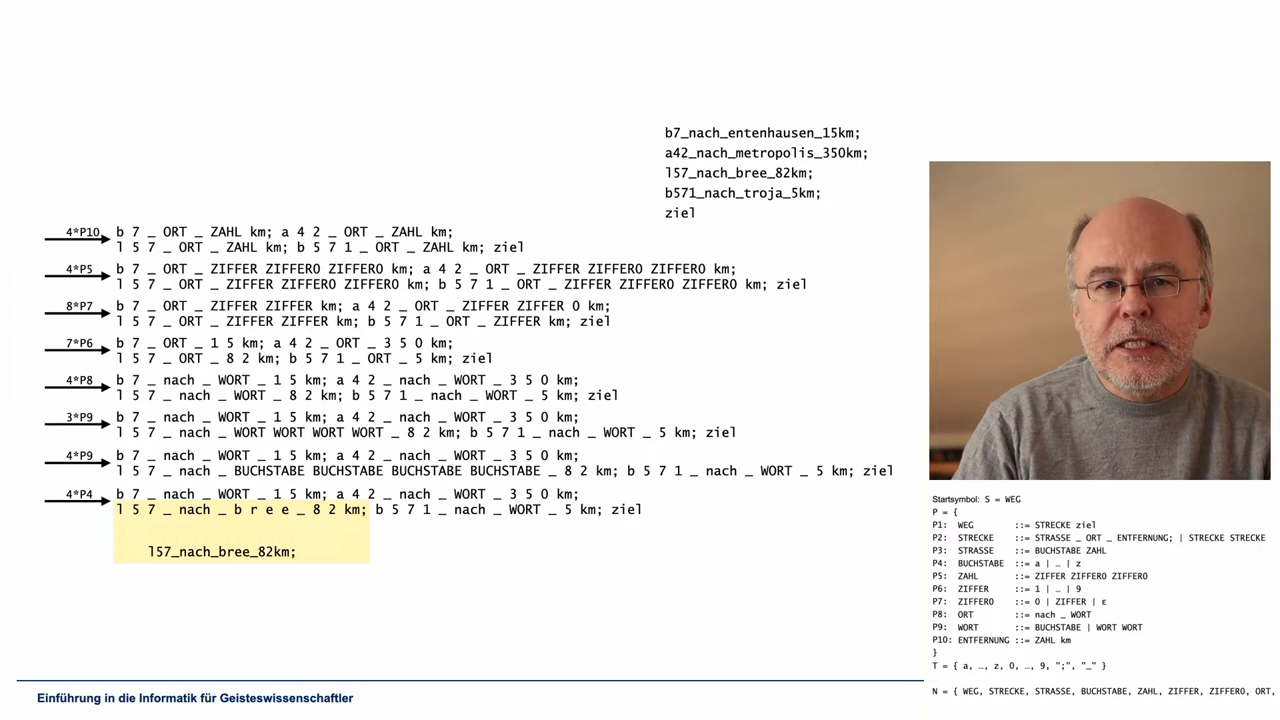 b7_nach_entenhausen_15km;
a42_nach_metropolis_350km;
l57_nach_bree_82km;
b571_nach_troja_5km;
ziel
4*P10 b 7 _ ORT _ ZAHL km; a 4 2 _ ORT _ ZAHL km;
l 5 7 _ ORT _ ZAHL km; b 5 7 1 _ ORT _ ZAHL km; ziel
4*P5 b 7 _ ORT _ ZIFFER ZIFFER0 ZIFFER0 km; a 4 2 _ ORT _ ZIFFER ZIFFER0 ZIFFER0 km;
l 5 7 _ ORT _ ZIFFER ZIFFER0 ZIFFER0 km; b 5 7 1 _ ORT _ ZIFFER ZIFFER0 ZIFFER0 km; ziel
8*P7 b 7 _ ORT _ ZIFFER ZIFFER km; a 4 2 _ ORT _ ZIFFER ZIFFER 0 km;
l 5 7 _ ORT _ ZIFFER ZIFFER km; b 5 7 1 _ ORT _ ZIFFER km; ziel
7*P6 b 7 _ ORT _ 1 5 km; a 4 2 _ ORT _ 3 5 0 km;
l 5 7 _ ORT _ 8 2 km; b 5 7 1 _ ORT _ 5 km; ziel
4*P8 b 7 _ nach _ WORT _ 1 5 km; a 4 2 _ nach _ WORT _ 3 5 0 km;
l 5 7 _ nach _ WORT _ 8 2 km; b 5 7 1 _ nach _ WORT _ 5 km; ziel
3*P9 b 7 _ nach _ WORT _ 1 5 km; a 4 2 _ nach _ WORT _ 3 5 0 km;
l 5 7 _ nach _ WORT WORT WORT WORT _ 8 2 km; b 5 7 1 _ nach _ WORT _ 5 km; ziel
4*P9 b 7 _ nach _ WORT _ 1 5 km; a 4 2 _ nach _ WORT _ 3 5 0 km;
l 5 7 _ nach _ BUCHSTABE BUCHSTABE BUCHSTABE BUCHSTABE _ 8 2 km; b 5 7 1 _ nach _ WORT _ 5 km; ziel
4*P4 b 7 _ nach _ WORT _ 1 5 km; a 4 2 _ nach _ WORT _ 3 5 0 km;
l 5 7 _ nach _ b r e e _ 8 2 km; b 5 7 1 _ nach _ WORT _ 5 km; ziel
l57_nach_bree_82km;
Startsymbol: S = WEG
P = {
P1: WEG ::= STRECKE ziel
P2: STRECKE ::= STRASSE _ ORT _ ENTFERNUNG; | STRECKE STRECKE
P3: STRASSE ::= BUCHSTABE ZAHL
P4: BUCHSTABE ::= a | … | z
P5: ZAHL ::= ZIFFER ZIFFER0 ZIFFER0
P6: ZIFFER ::= 1 | … | 9
P7: ZIFFER0 ::= 0 | ZIFFER | ε
P8: ORT ::= nach _ WORT
P9: WORT ::= BUCHSTABE | WORT WORT
P10: ENTFERNUNG ::= ZAHL km
}
T = { a, …, z, 0, …, 9, ";", "_" }
N = { WEG, STRECKE, STRASSE, BUCHSTABE, ZAHL, ZIFFER, ZIFFER0, ORT,
Einführung in die Informatik für Geisteswissenschaftler